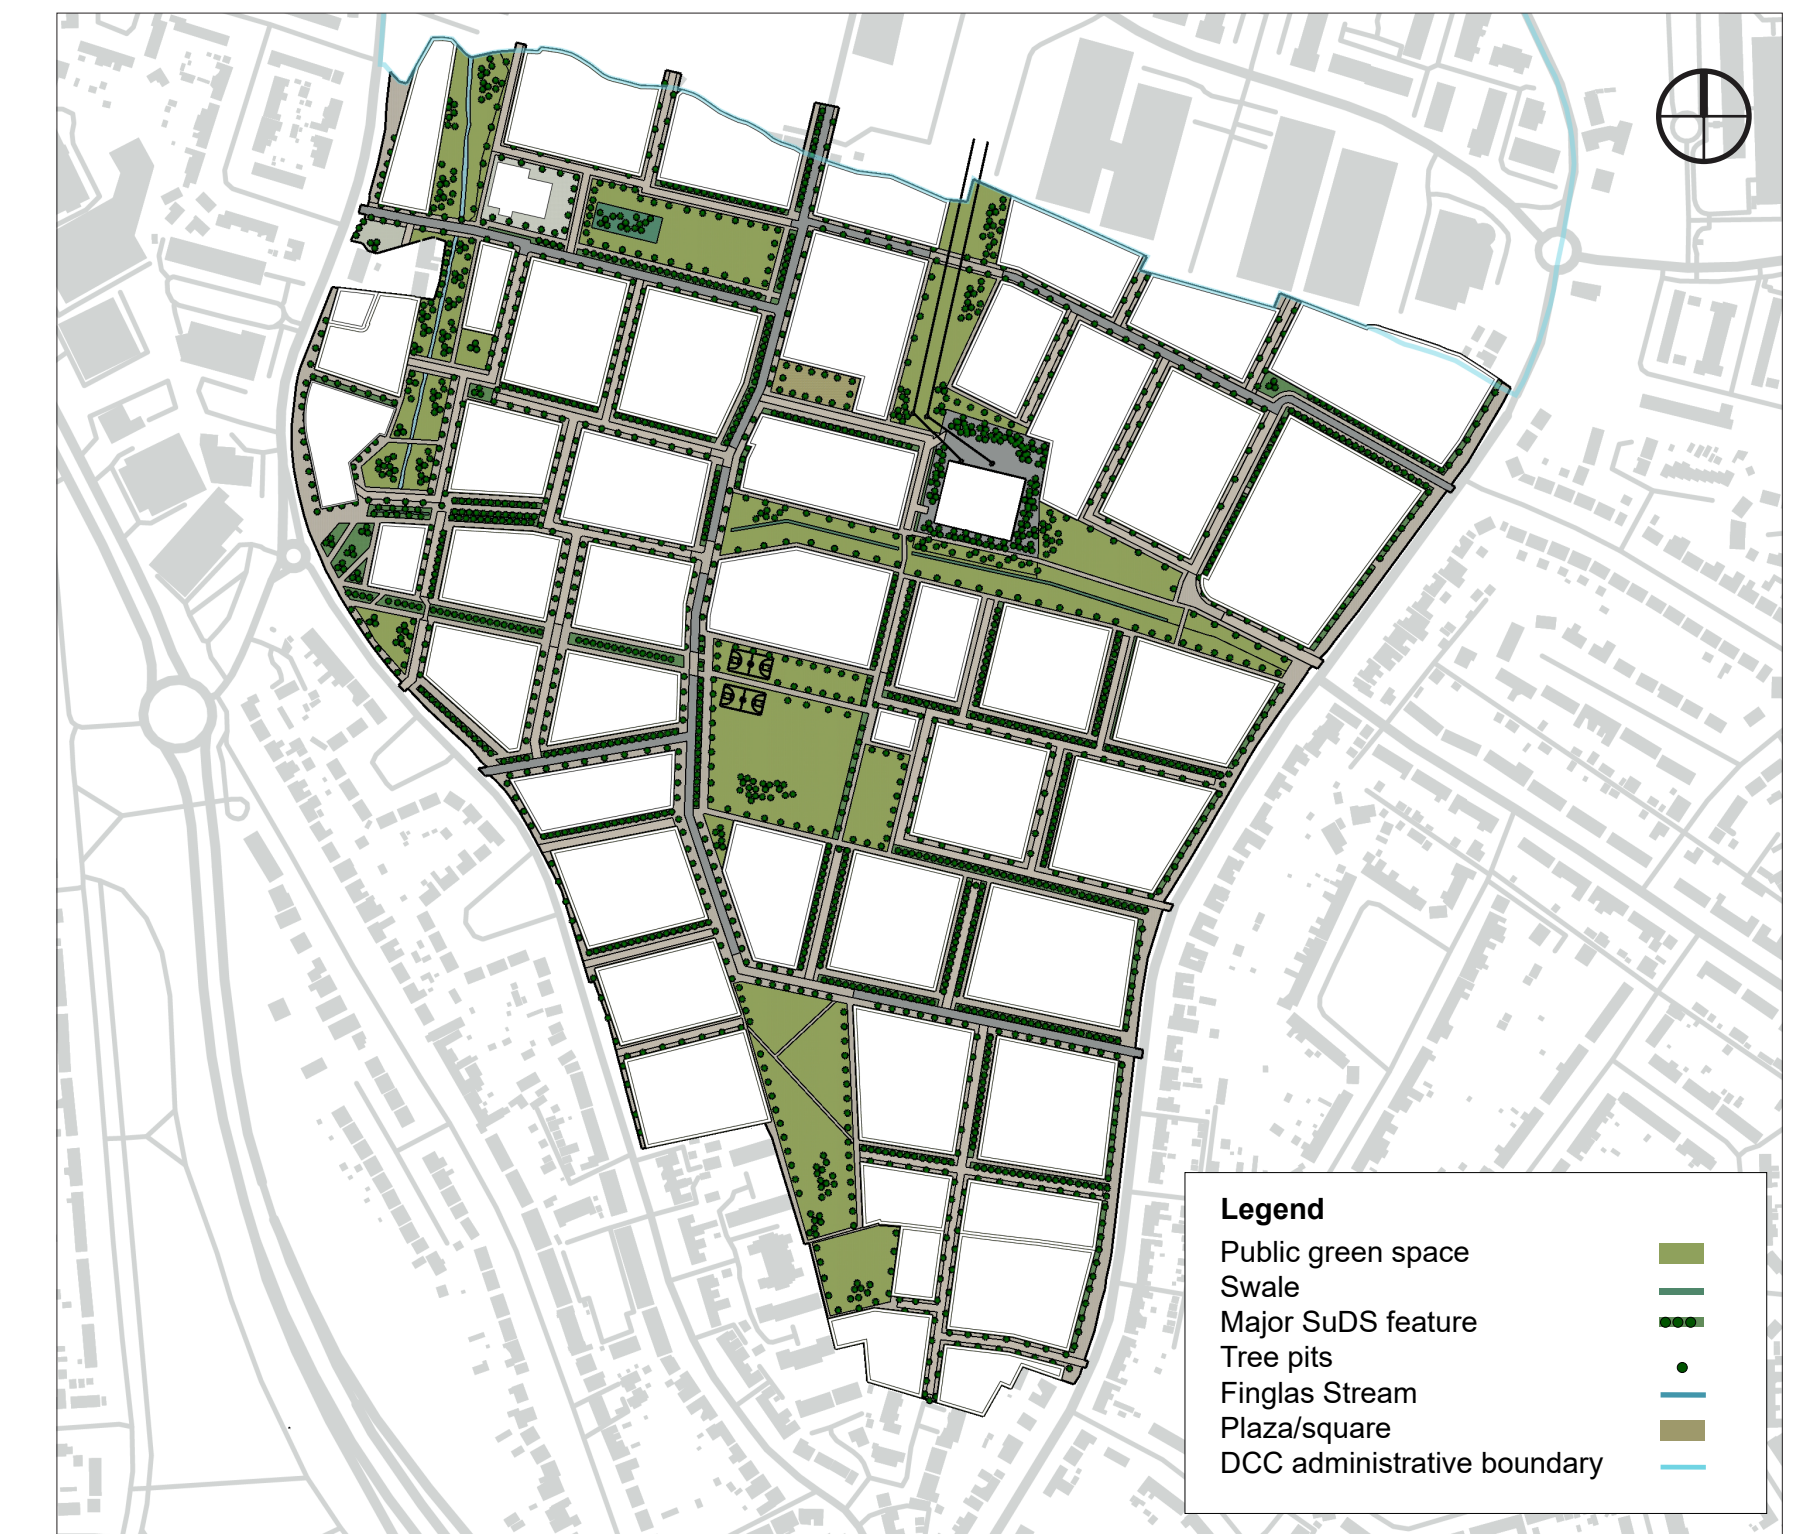 Legend
Public green space
Swale
Major SuDS feature
Tree pits
Finglas Stream
Plaza/square
DCC administrative boundary